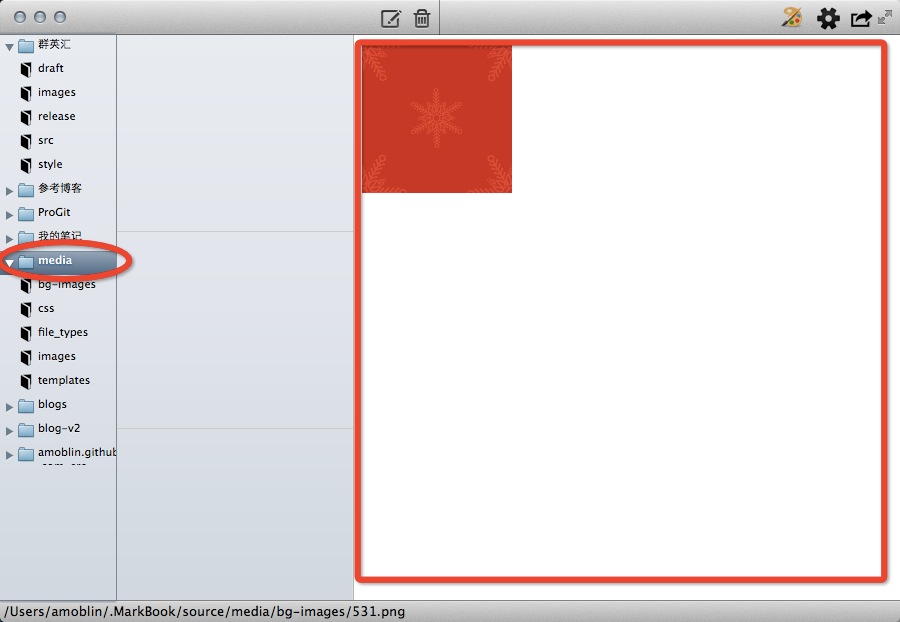 群英汇
draft
images
release
src
style
参考博客
ProGit
我的笔记
media
bg-images
css
file_types
images
templates
blogs
blog-v2
amoblin.github
/Users/amoblin/.MarkBook/source/media/bg-images/531.png